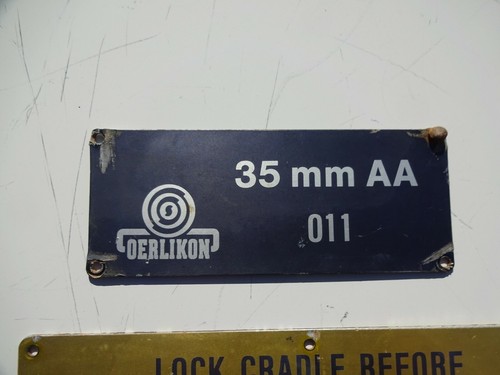 35 mm AA
011
OERLIKON
LOCK CRADLE BEFORE